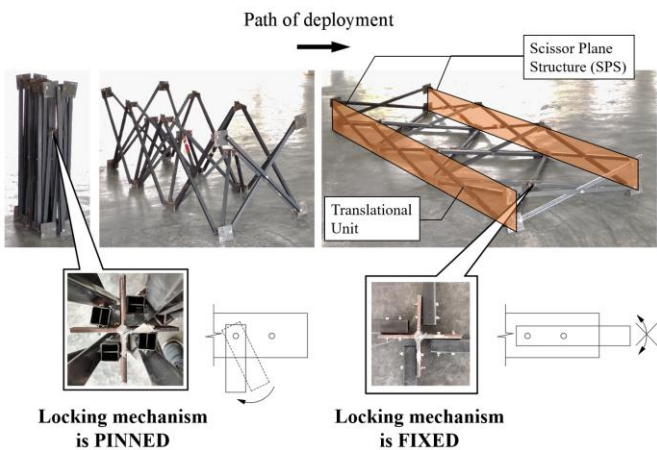 Path of deployment
Scissor Plane
Structure (SPS)
Translational
Unit
Locking mechanism
is PINNED
Locking mechanism
is FIXED